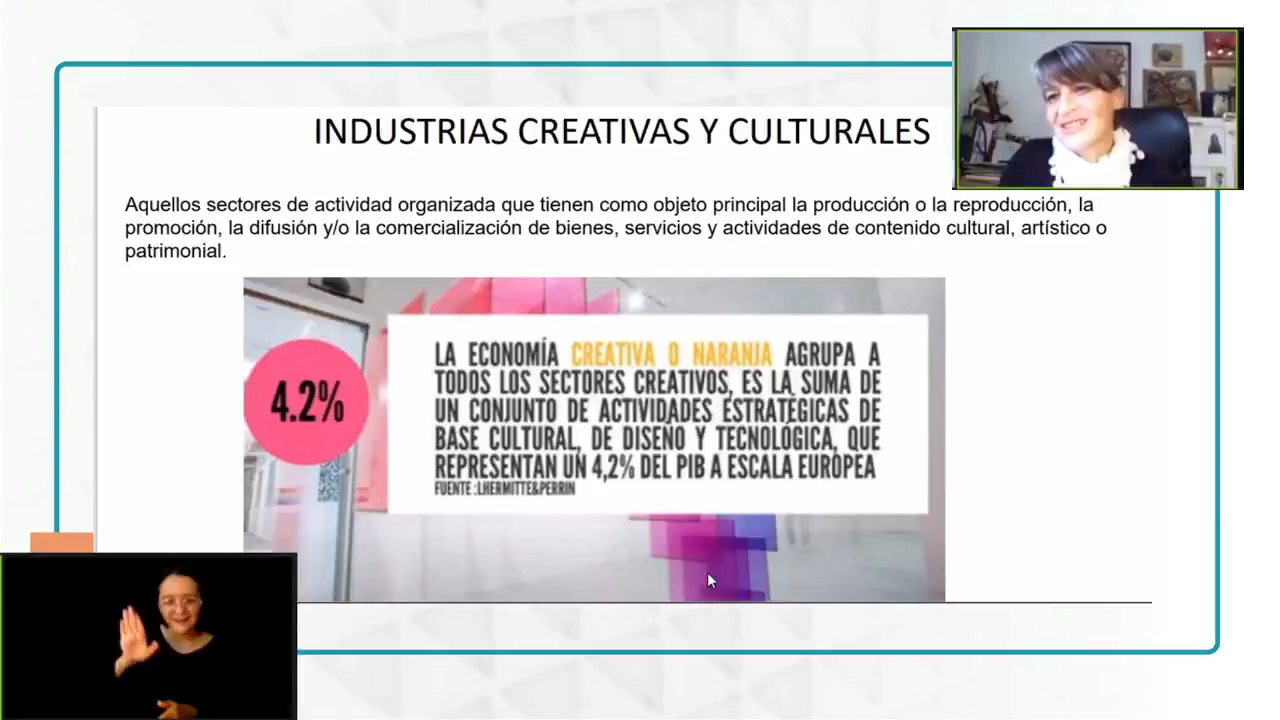 INDUSTRIAS CREATIVAS Y CULTURALES
Aquellos sectores de actividad organizada que tienen como objeto principal la producción o la reproducción, la
promoción, la difusión y/o la comercialización de bienes, servicios y actividades de contenido cultural, artístico o
patrimonial.
4.2%
LA ECONOMÍA CREATIVA O NARANJA AGRUPA A
TODOS LOS SECTORES CREATIVOS, ES LA SUMA DE
UN CONJUNTO DE ACTIVIDADES ESTRATÉGICAS DE
BASE CULTURAL, DE DISEÑO Y TECNOLÓGICA, QUE
REPRESENTAN UN 4,2% DEL PIB A ESCALA EUROPEA
FUENTE :LHERMITTE&PERRIN